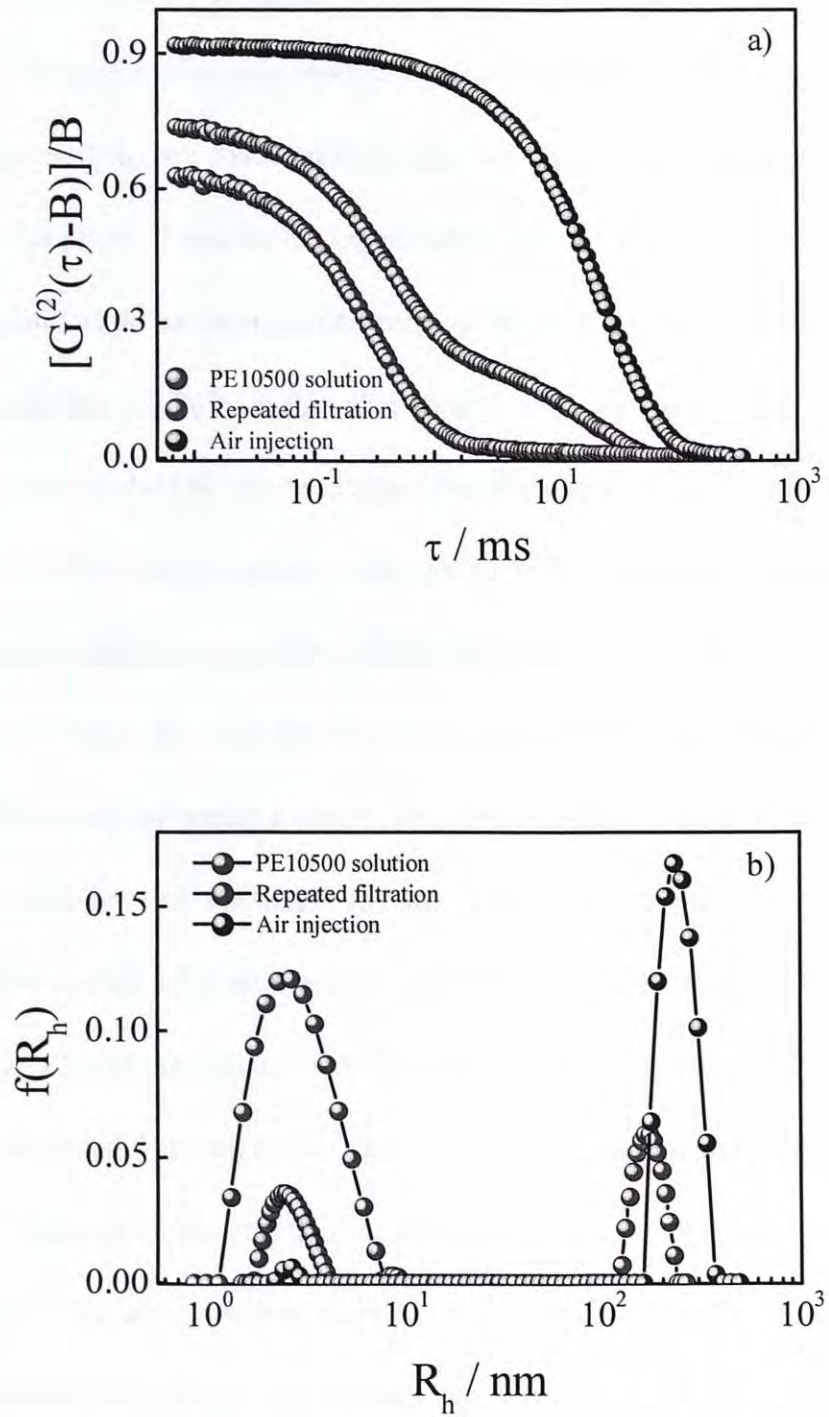 a)
[G(2)(τ)-B)]/B
0.9
0.6
0.3
0.0
PE10500 solution
Repeated filtration
Air injection
10-1
101
103
τ / ms
b)
f(Rh)
PE10500 solution
Repeated filtration
Air injection
0.15
0.10
0.05
0.00
100
101
102
103
Rh / nm